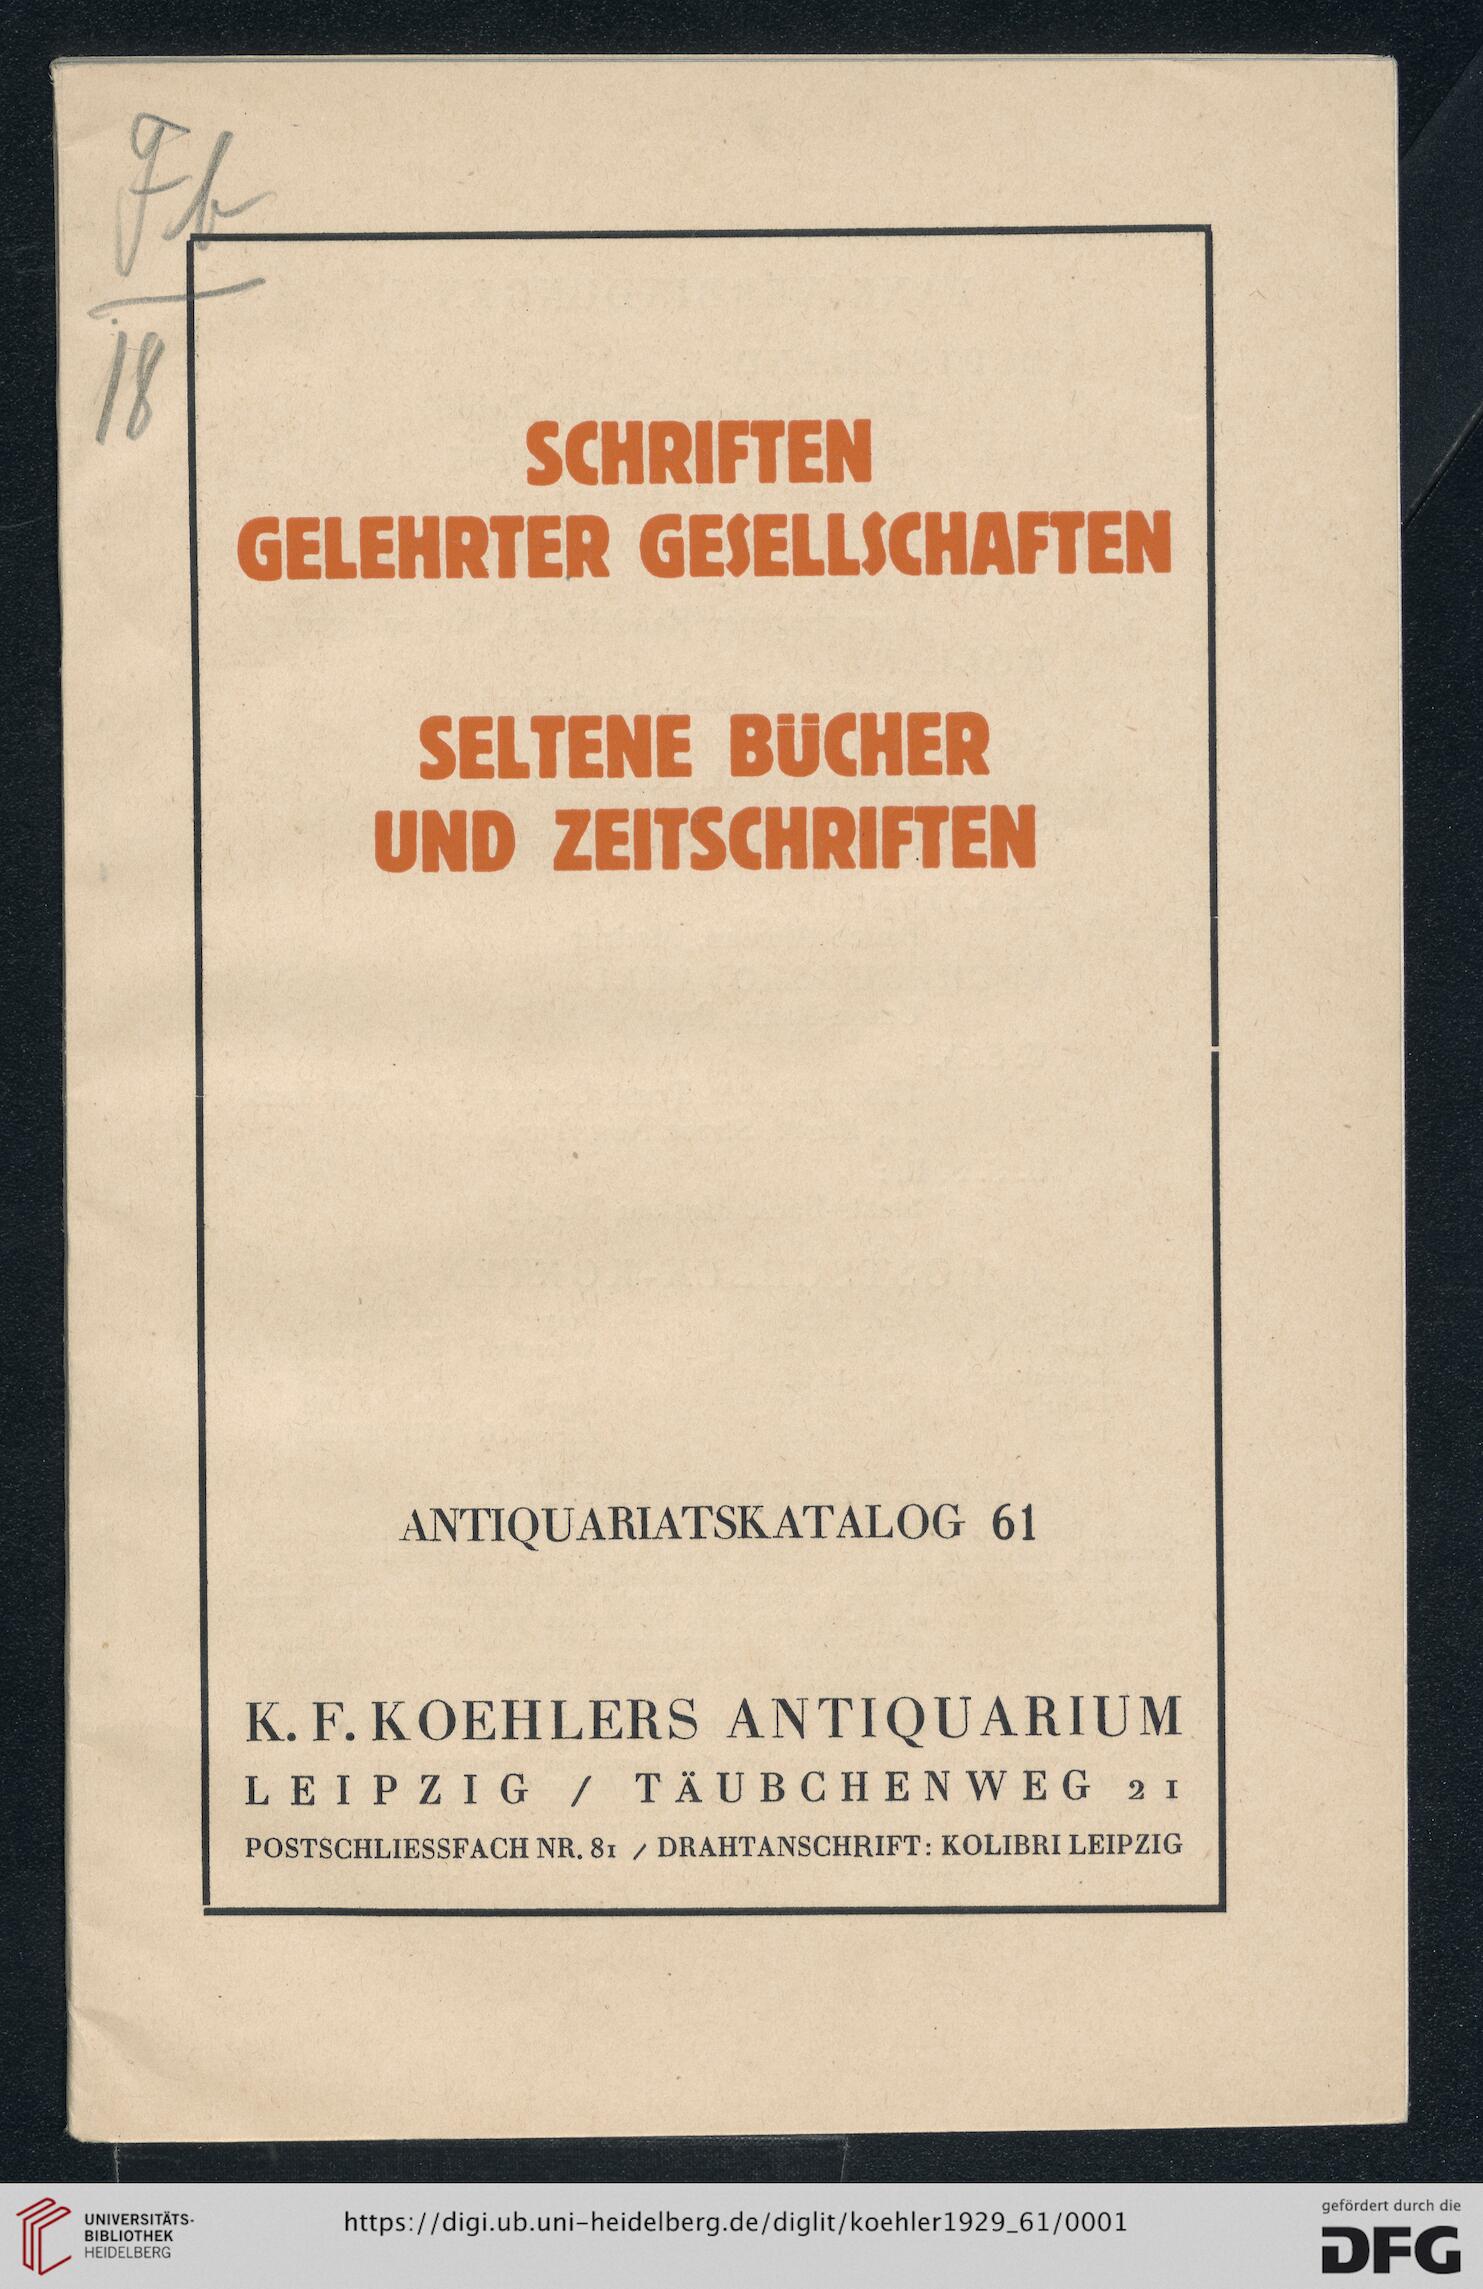 Fb
18
SCHRIFTEN
GELEHRTER GESELLSCHAFTEN
SELTENE BÜCHER
UND ZEITSCHRIFTEN
ANTIQUARIATSKATALOG 61
K. F. KOEHLERS ANTIQUARIUM
LEIPZIG / TÄUBCHENWEG 21
POSTSCHLIESSFACH NR. 81 / DRAHTANSCHRIFT: KOLIBRI LEIPZIG
UNIVERSITÄTS-
BIBLIOTHEK
HEIDELBERG
https://digi.ub.uni-heidelberg.de/diglit/koehler1929_61/0001
gefördert durch die
DFG